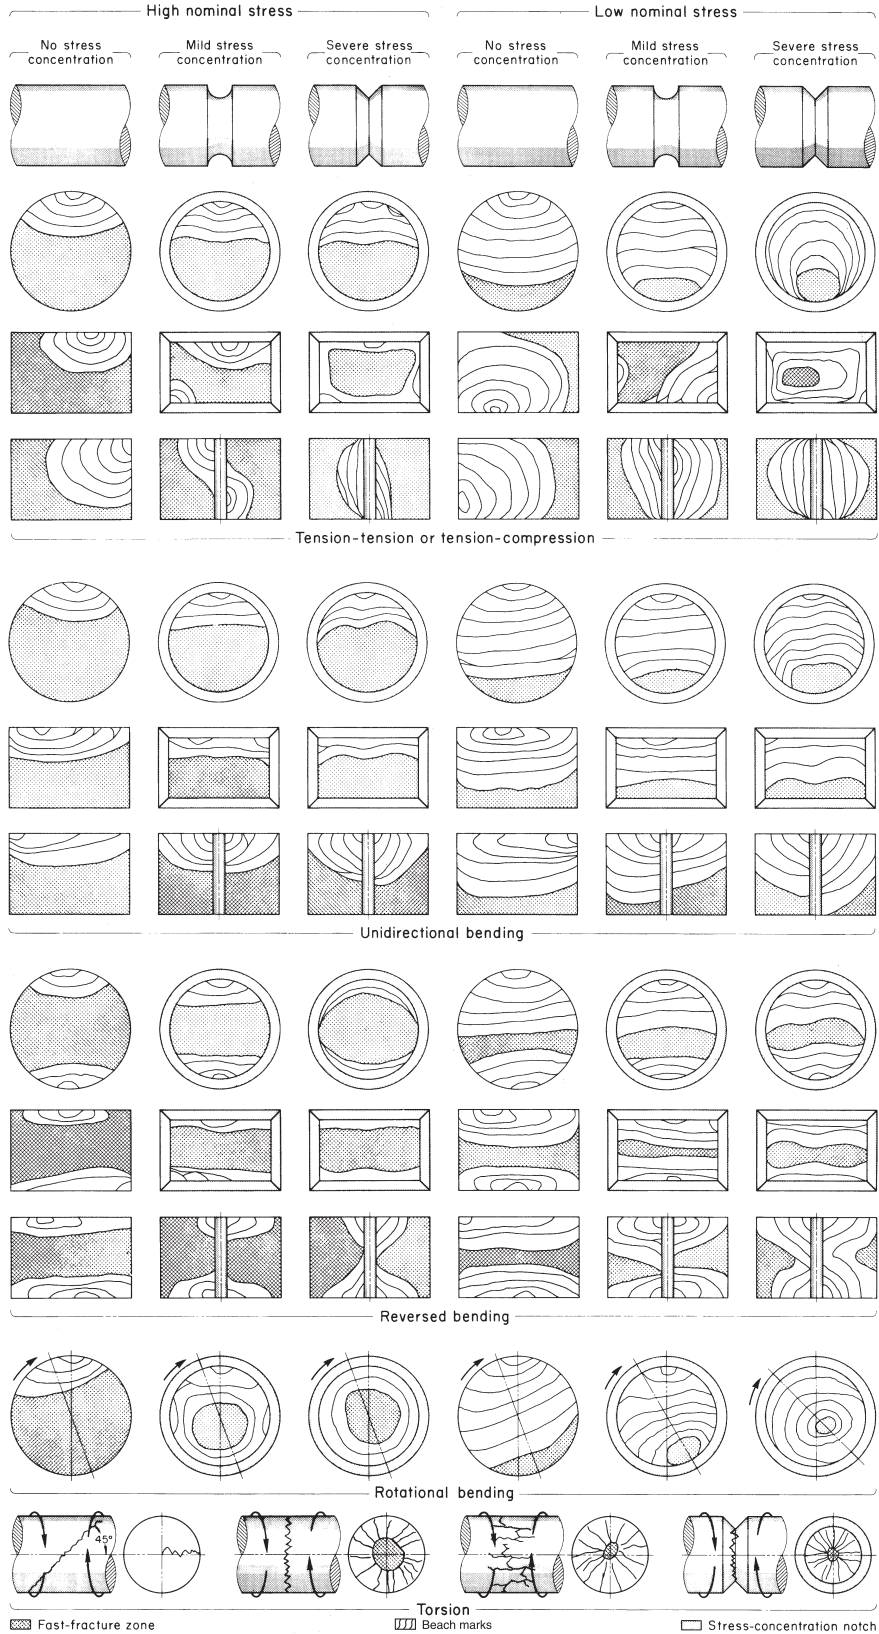 High nominal stress
Low nominal stress
No stress
concentration
Mild stress
concentration
Severe stress
concentration
No stress
concentration
Mild stress
concentration
Severe stress
concentration
Tension-tension or tension-compression
Unidirectional bending
Reversed bending
Rotational bending
45°
Torsion
Fast-fracture zone
Beach marks
Stress-concentration notch